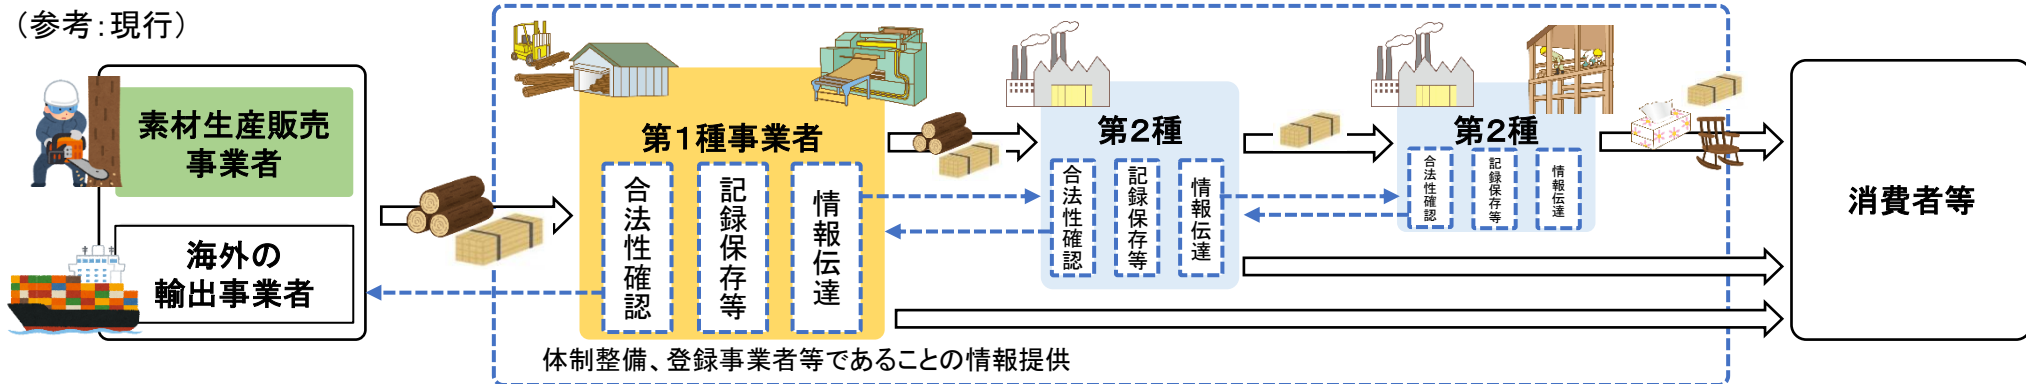 （参考：現行）
素材生産販売
事業者
海外の
輸出事業者
第１種事業者
合法性確認
記録保存等
情報伝達
第２種
合法性確認
記録保存等
情報伝達
第２種
合法性確認
記録保存等
情報伝達
消費者等
体制整備、登録事業者等であることの情報提供